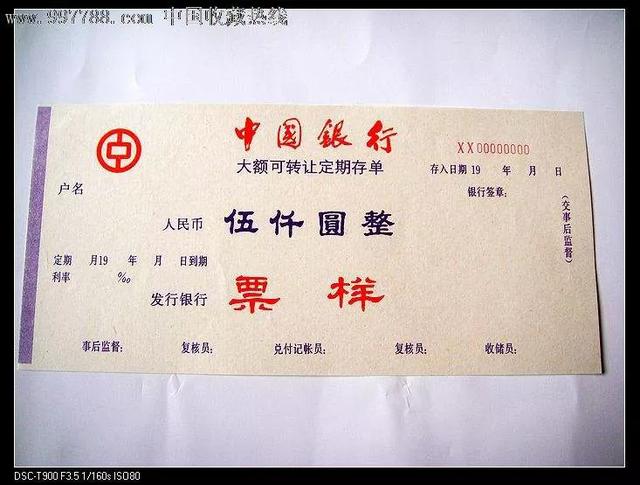 www.997788.com 中国收藏热线
中国银行
XX00000000
大额可转让定期存单
存入日期 19 年 月 日
户名
银行签章:
(交事后监督)
人民币 伍仟圓整
定期 月19 年 月 日到期
利率 ‰
发行银行 票样
事后监督: 复核员: 兑付记帐员: 复核员: 收储员:
DSC-T900 F3.5 1/160s ISO80